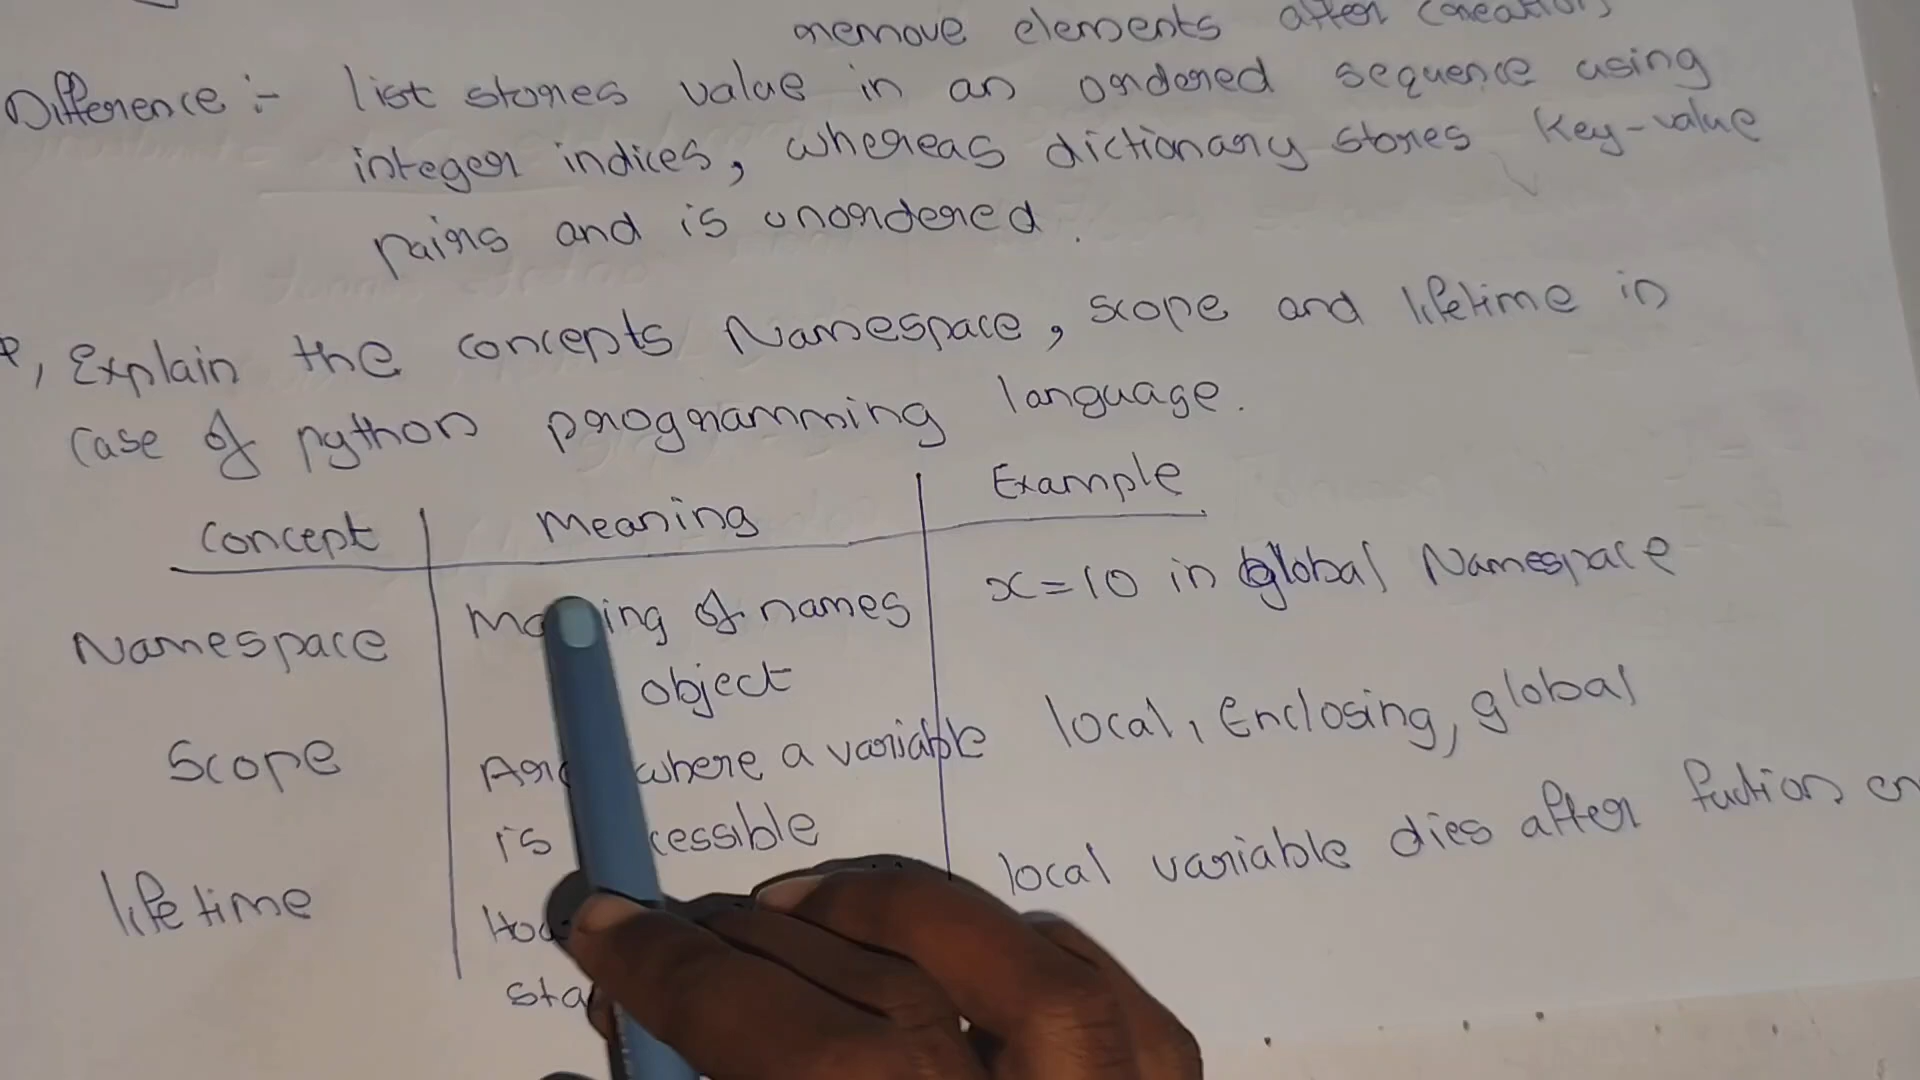 remove elements after creation
Difference :- list stores value in an ordered sequence using
integer indices, whereas dictionary stores key-value
pairs and is unordered.
Explain the concepts Namespace, scope and lifetime in
case of python programming language.
Concept Meaning Example
Namespace of names x=10 in global Namespace
object
Scope where a variable local, Enclosing, global
is
lifetime local variable dies after fuction